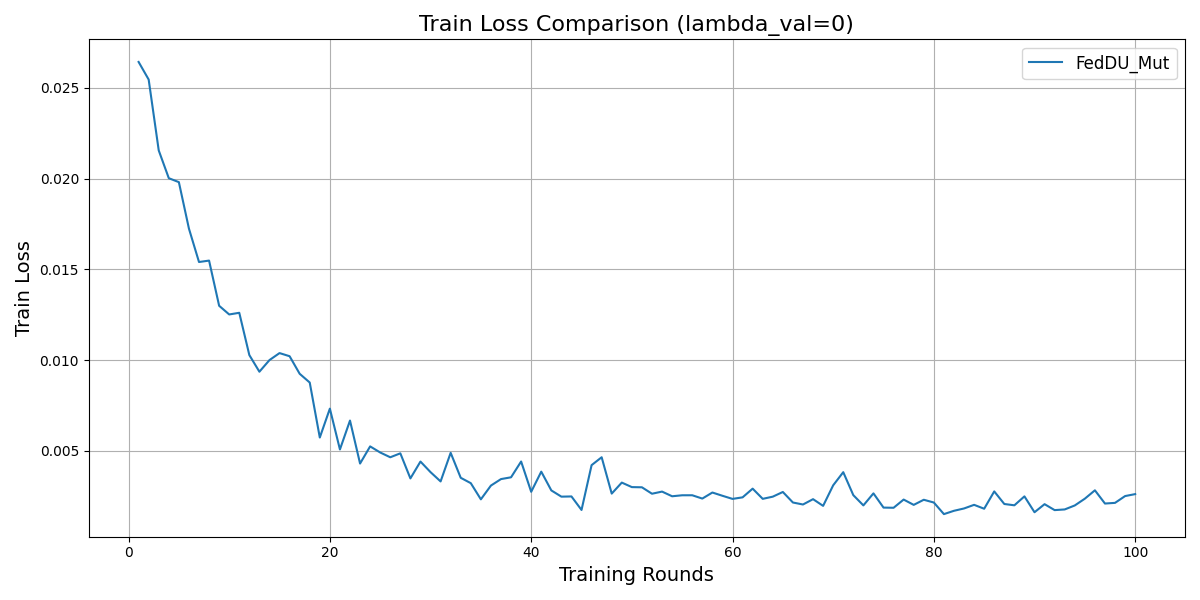 Train Loss Comparison (lambda_val=0)
FedDU_Mut
Train Loss
0.025
0.020
0.015
0.010
0.005
0 20 40 60 80 100
Training Rounds